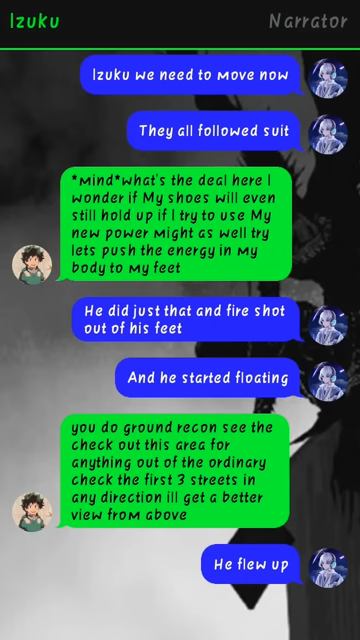 Izuku
Narrator
Izuku we need to move now
They all followed suit
*Mind*what's the deal here I
wonder if My shoes will even
still hold up if I try to use My
new power Might as well try
lets push the energy in My
body to My feet
He did just that and fire shot
out of his feet
And he started floating
you do ground recon see the
check out this area for
anything out of the ordinary
check the first 3 streets in
any direction ill get a better
view from above
He flew up